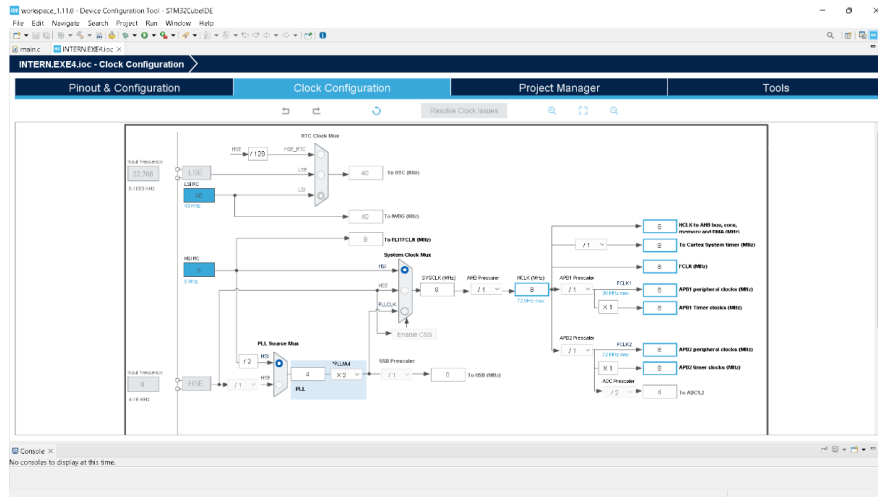 workspace_1.11.0 - Device Configuration Tool - STM32CubeIDE
File Edit Navigate Search Project Run Window Help
main.c INTERN.EXE4.ioc
INTERN.EXE4.ioc - Clock Configuration
Pinout & Configuration Clock Configuration Project Manager Tools
Resolve Clock Issues
RTC Clock Mux
HSE / 128 HSE_RTC
Input frequency
32.768 LSE LSE 40 To RTC (KHz)
0-1000 KHz
LSI RC
40 LSI
40 KHz
40 To IWDG (KHz)
8 To FLITFCLK (MHz)
HSI RC
8
8 MHz
System Clock Mux
HSI
HSE
PLLCLK
Enable CSS
SYSCLK (MHz) AHB Prescaler HCLK (MHz) APB1 Prescaler
8 / 1 8 / 1
72 MHz max
8 HCLK to AHB bus, core,
memory and DMA (MHz)
/ 1 8 To Cortex System timer (MHz)
8 FCLK (MHz)
PCLK1
36 MHz max 8 APB1 peripheral clocks (MHz)
X 1 8 APB1 Timer clocks (MHz)
APB2 Prescaler
PCLK2
/ 1 72 MHz max 8 APB2 peripheral clocks (MHz)
X 1 8 APB2 timer clocks (MHz)
ADC Prescaler
/ 2 4 To ADC1,2
PLL Source Mux
/ 2 HSI
HSE
4 *PLLMul X 2
PLL
USB Prescaler
/ 1 8 To USB (MHz)
Input frequency
8 HSE / 1
4-16 MHz
Console
No consoles to display at this time.